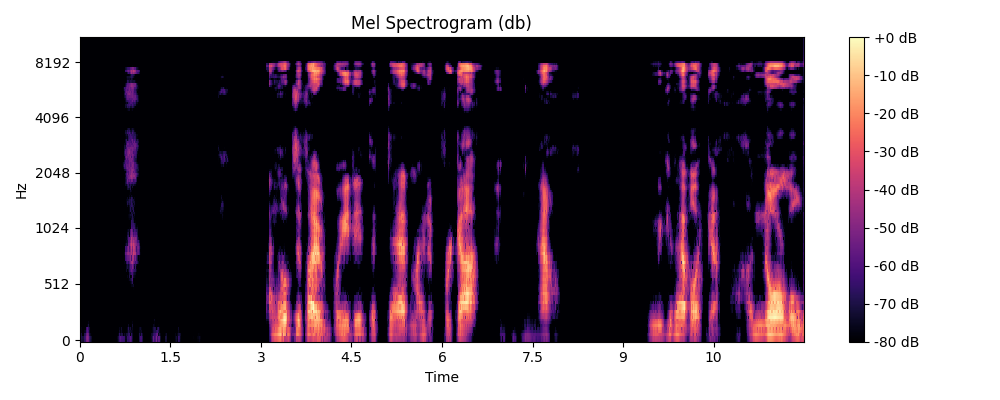 Mel Spectrogram (db)
8192
4096
2048
1024
512
0
Hz
0 1.5 3 4.5 6 7.5 9 10
Time
+0 dB
-10 dB
-20 dB
-30 dB
-40 dB
-50 dB
-60 dB
-70 dB
-80 dB